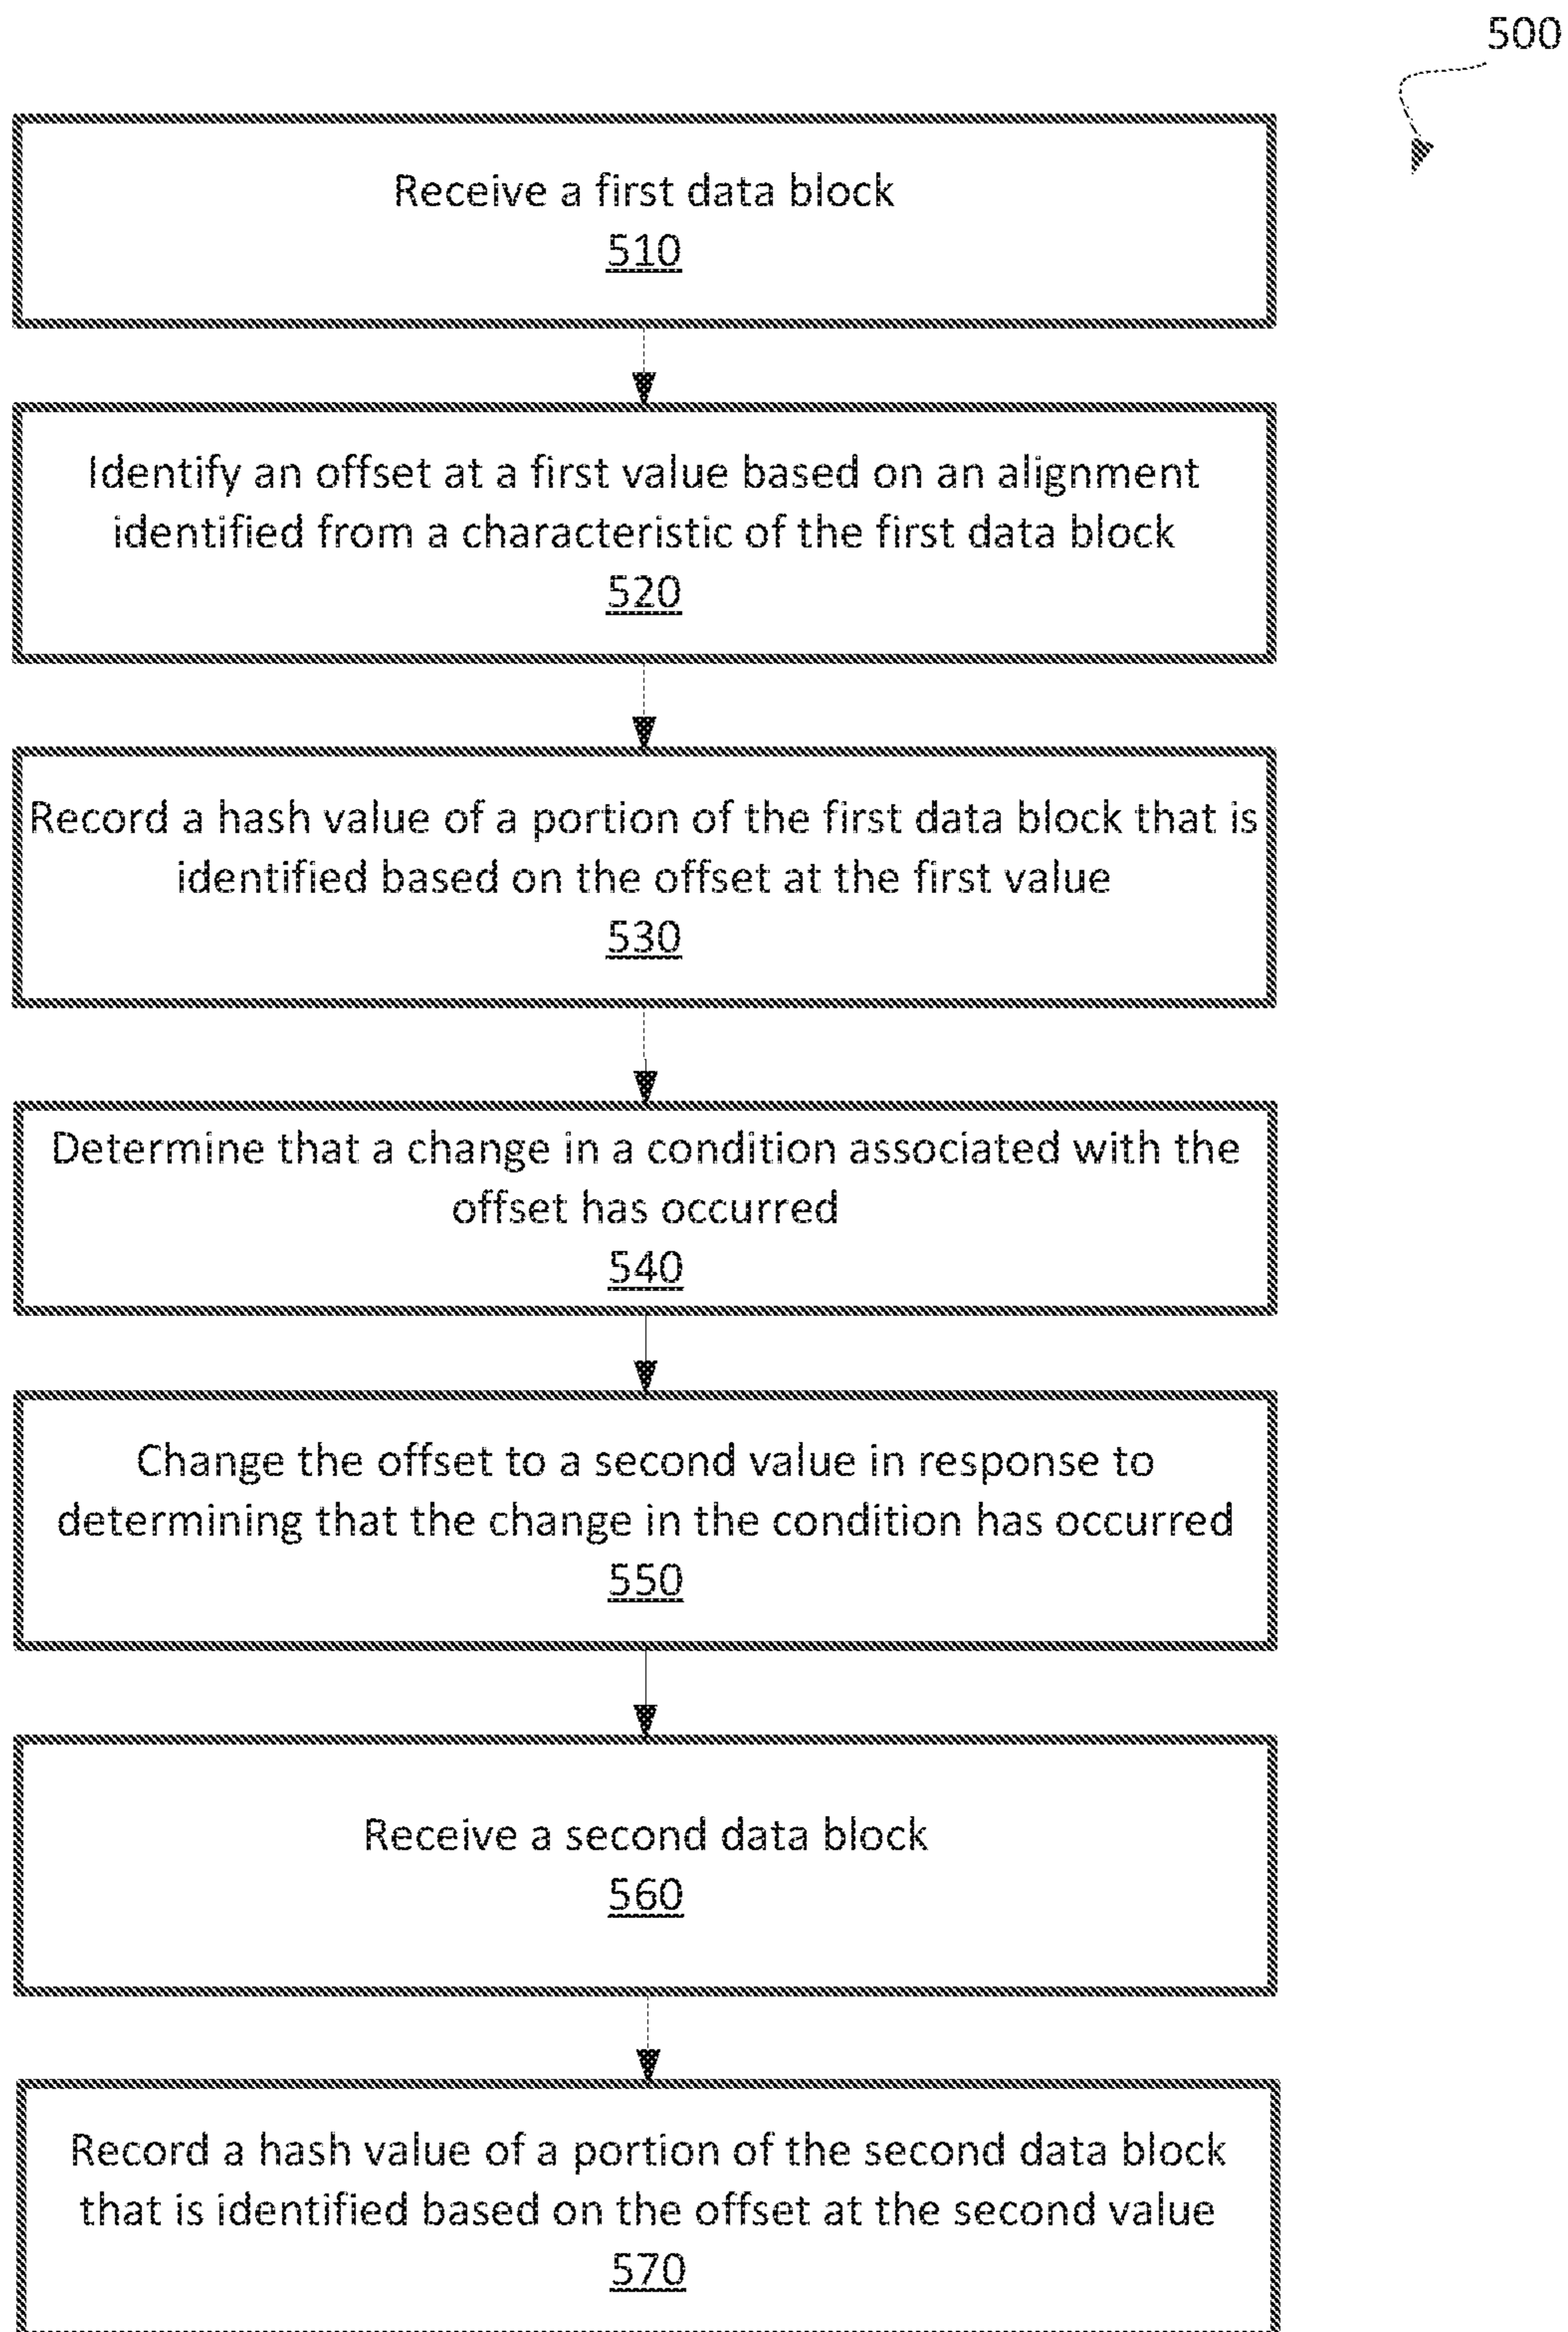 500
Receive a first data block
510
Identify an offset at a first value based on an alignment
identified from a characteristic of the first data block
520
Record a hash value of a portion of the first data block that is
identified based on the offset at the first value
530
Determine that a change in a condition associated with the
offset has occurred
540
Change the offset to a second value in response to
determining that the change in the condition has occurred
550
Receive a second data block
560
Record a hash value of a portion of the second data block
that is identified based on the offset at the second value
570